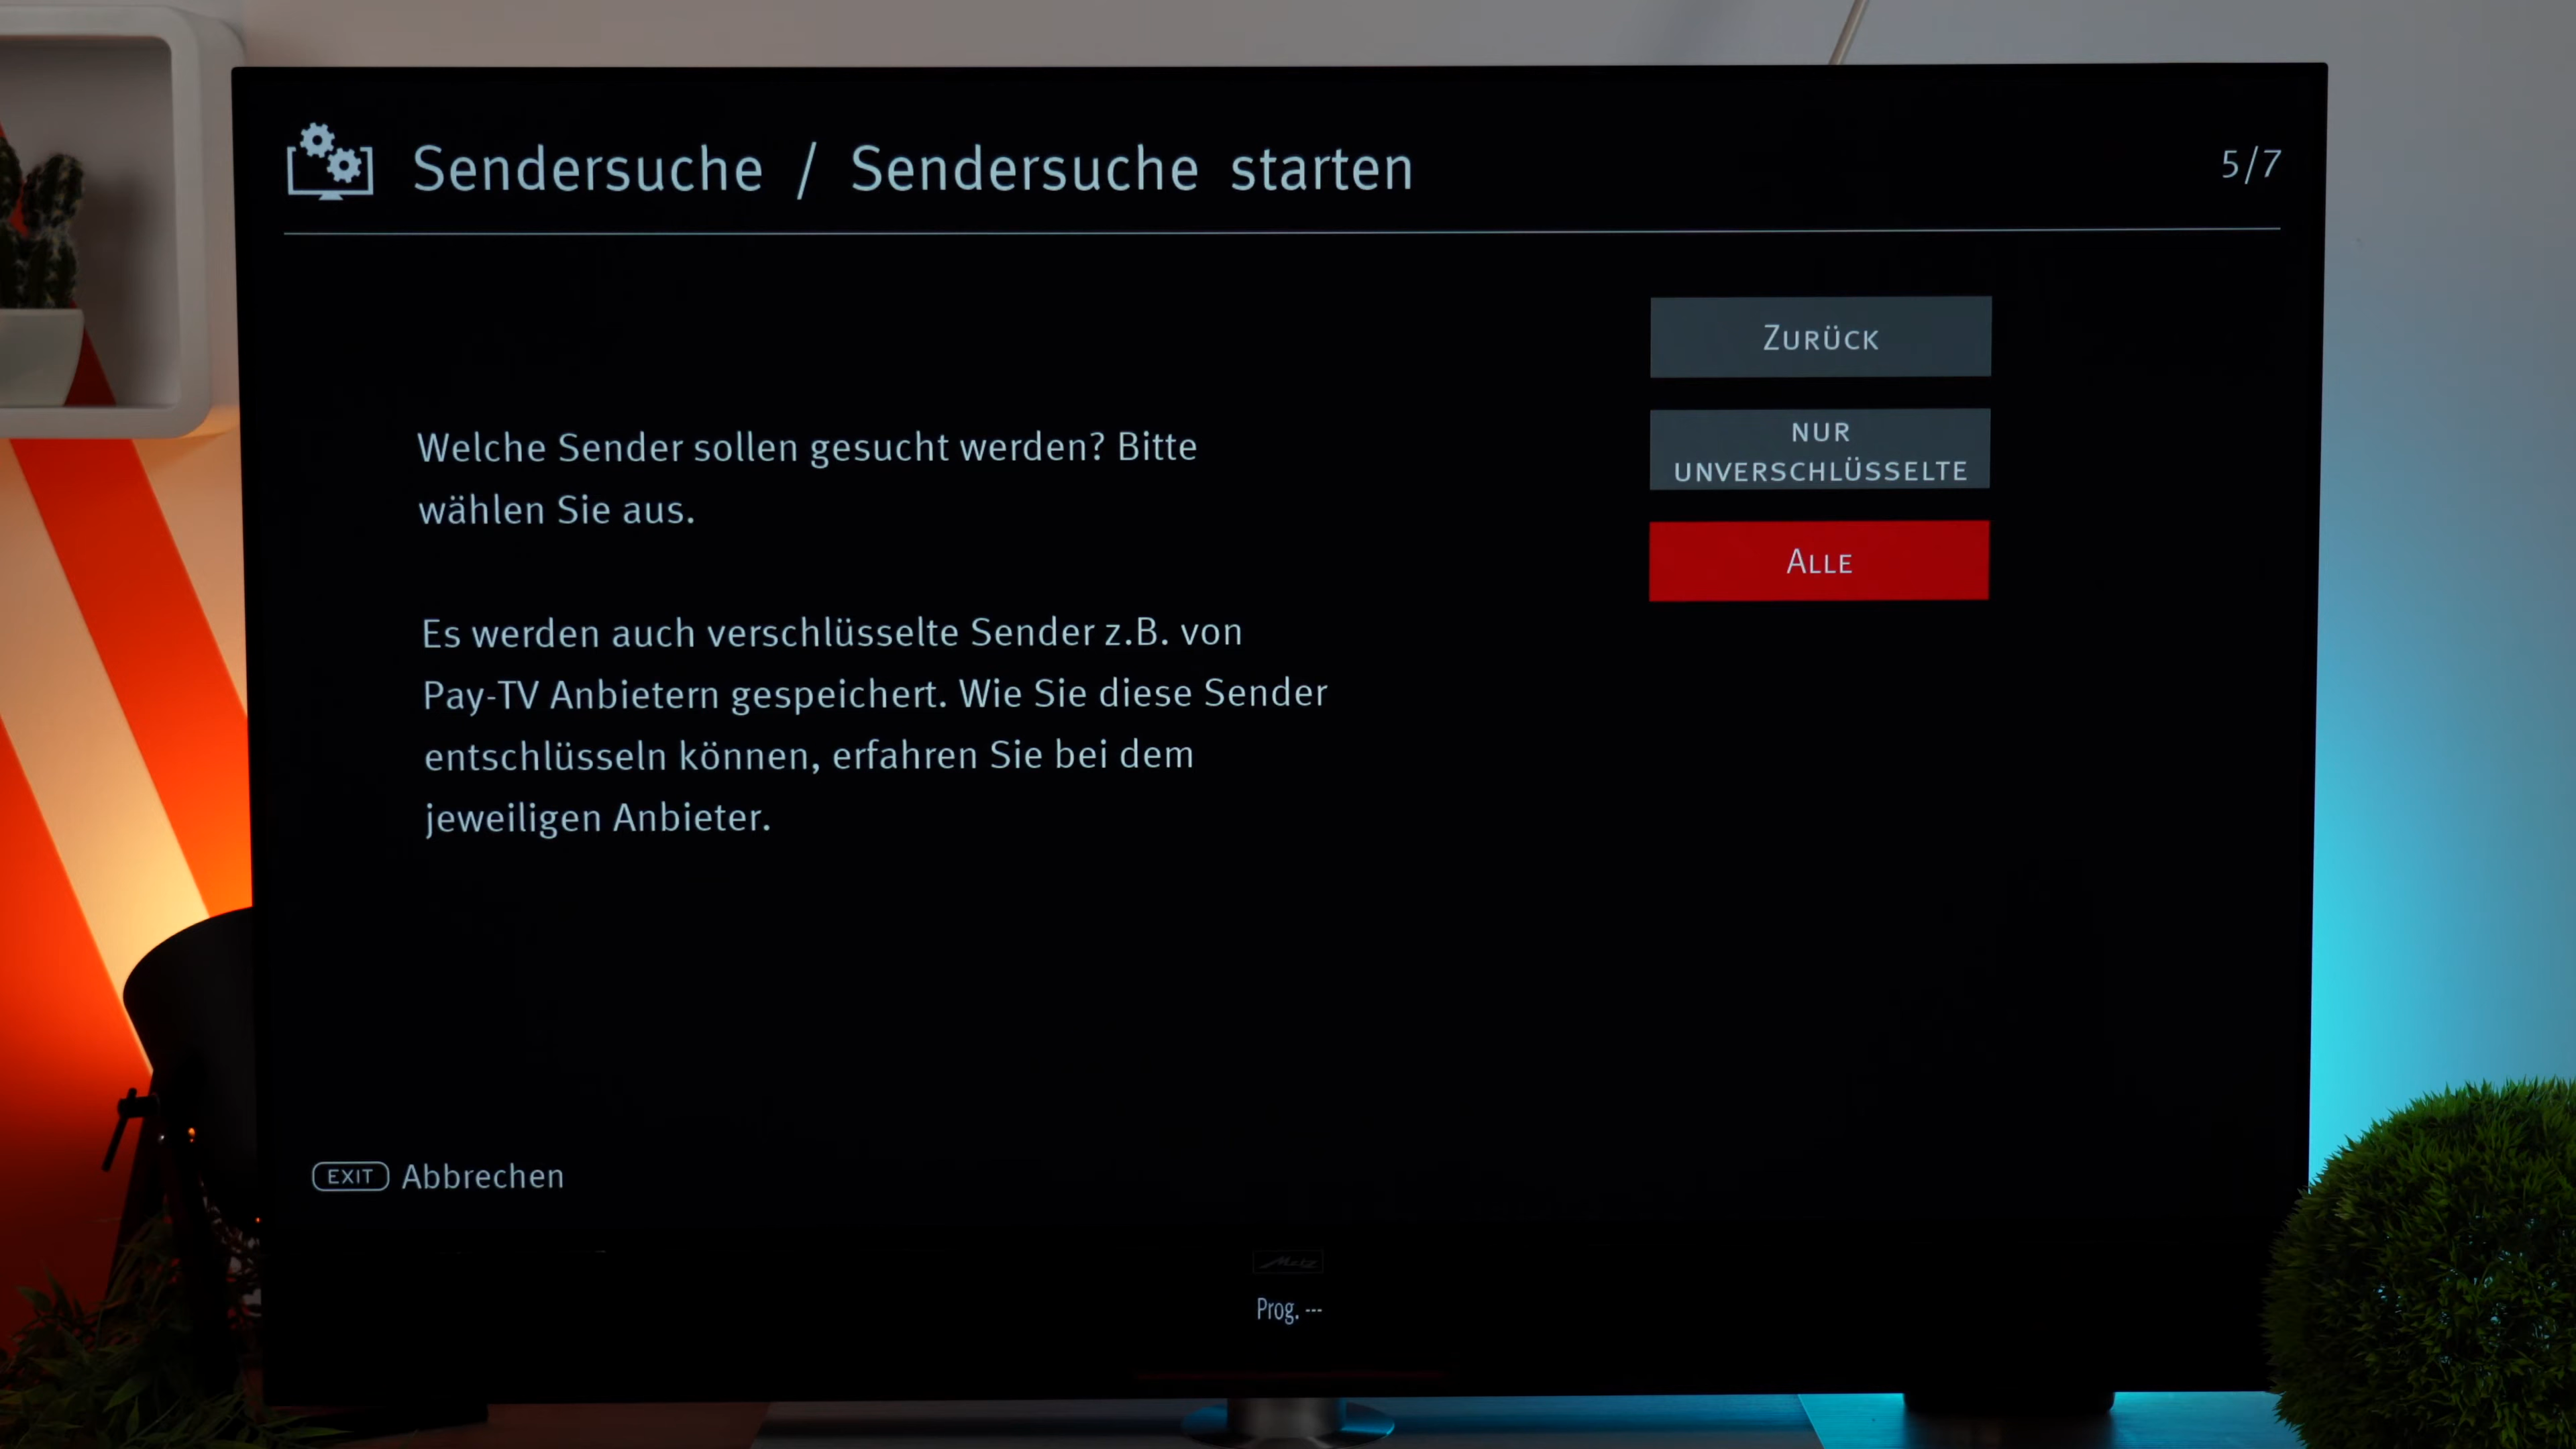 Sendersuche / Sendersuche starten
5/7
Zurück
Welche Sender sollen gesucht werden? Bitte
wählen Sie aus.
NUR
UNVERSCHLÜSSELTE
Alle
Es werden auch verschlüsselte Sender z.B. von
Pay-TV Anbietern gespeichert. Wie Sie diese Sender
entschlüsseln können, erfahren Sie bei dem
jeweiligen Anbieter.
EXIT Abbrechen
Metz
Prog. ---